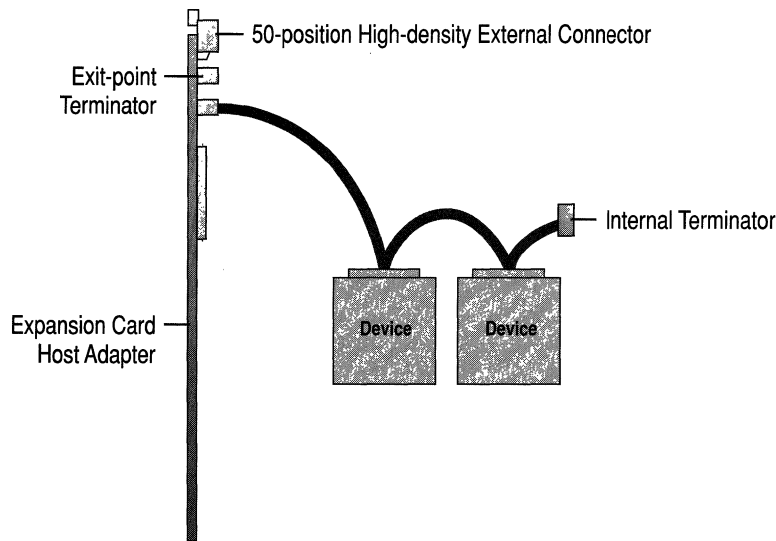 50-position High-density External Connector
Exit-point
Terminator
Internal Terminator
Expansion Card
Host Adapter
Device
Device